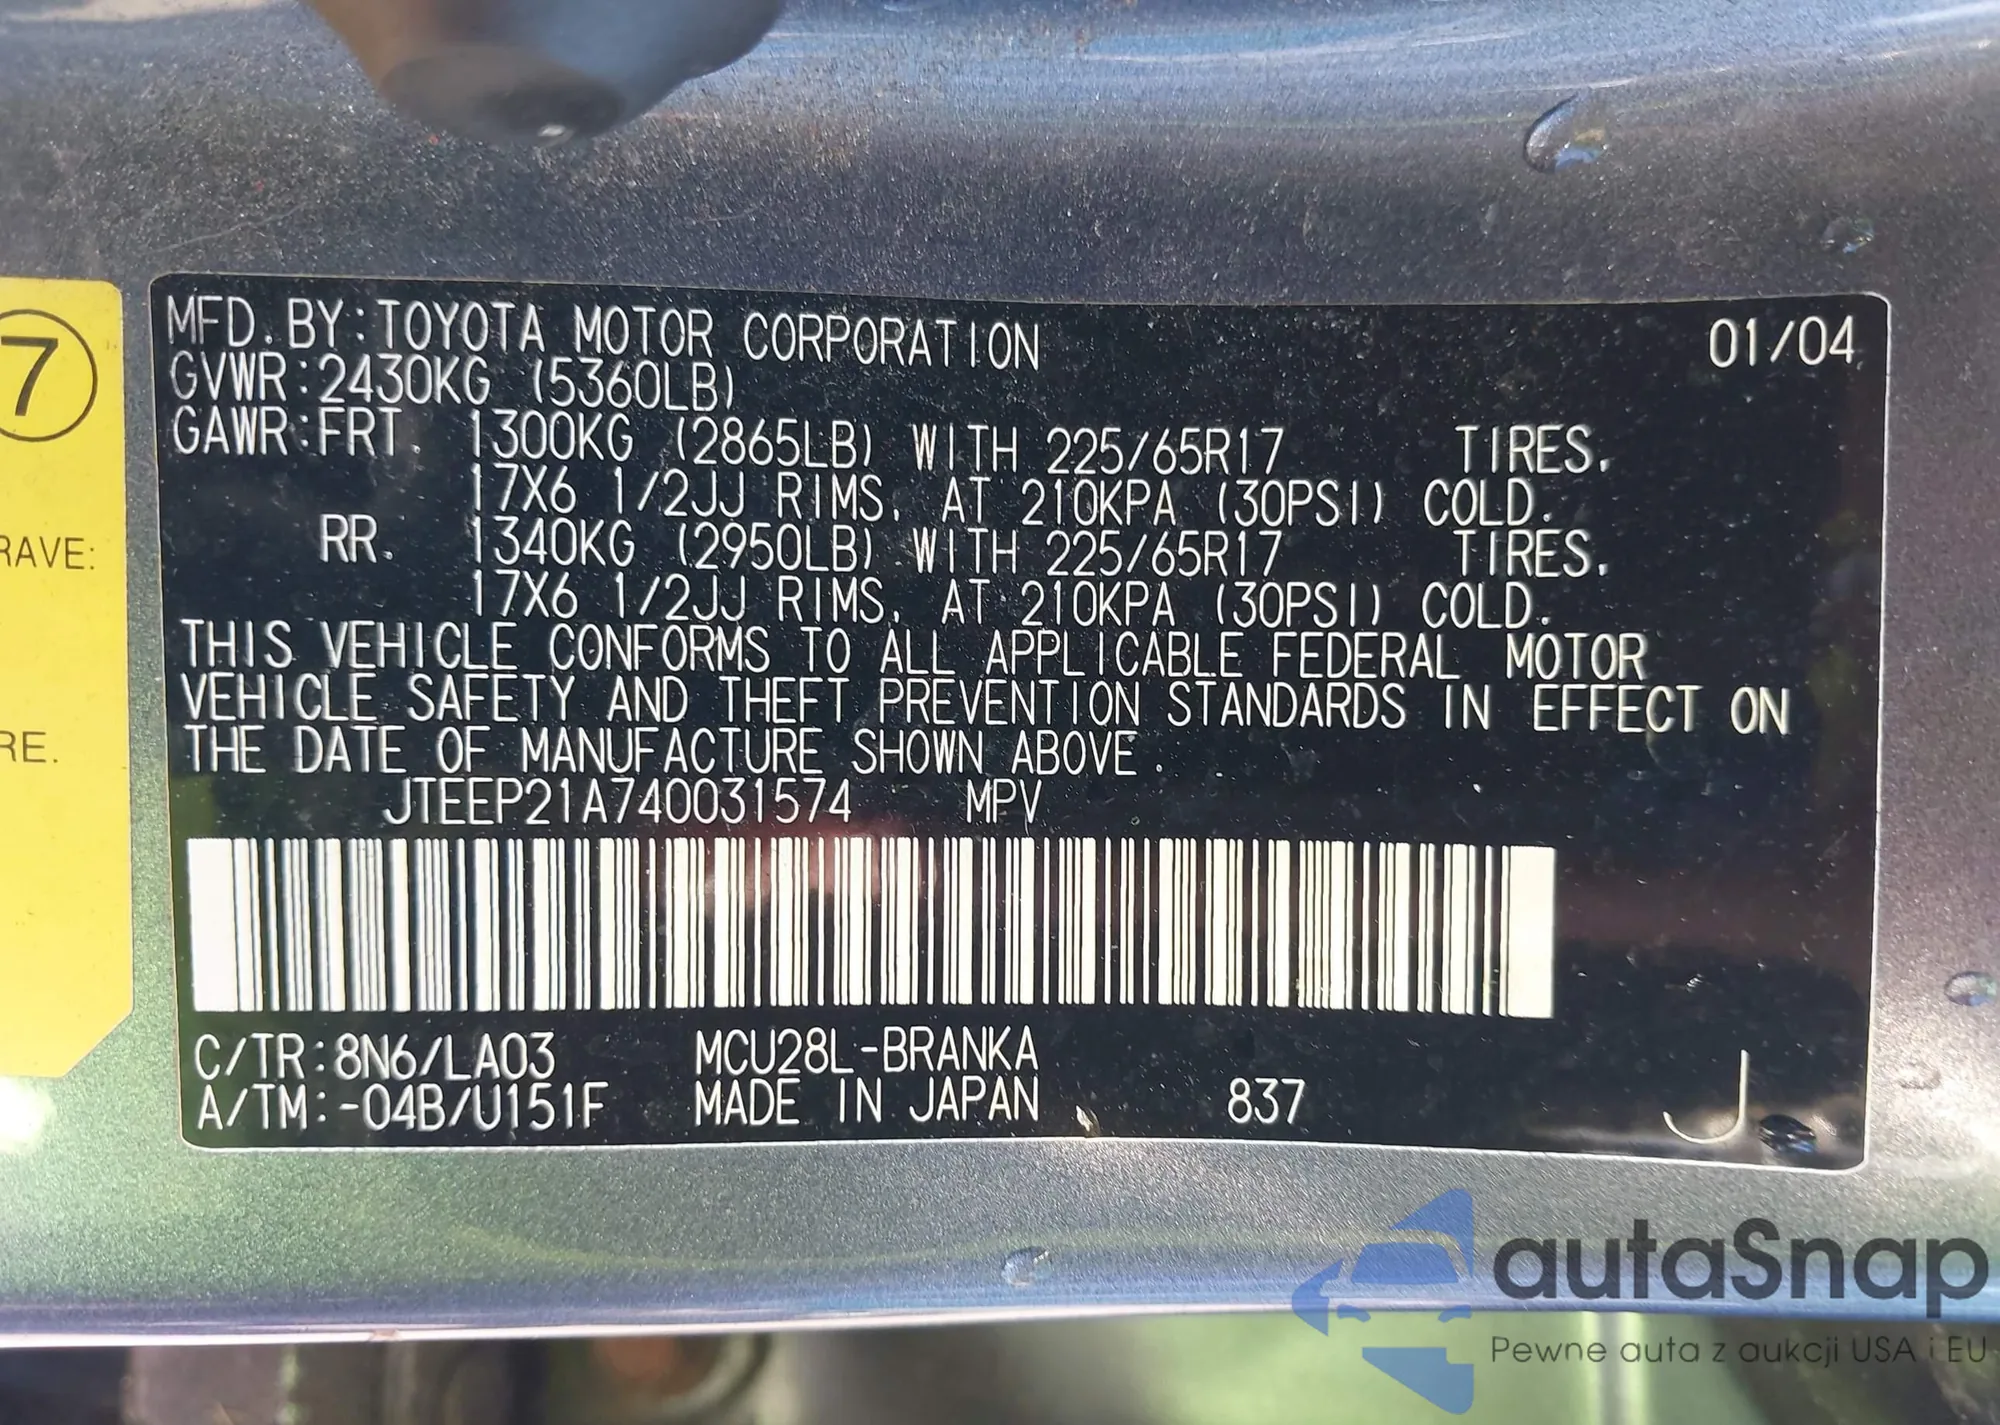 7
RAVE:
RE.
MFD. BY:TOYOTA MOTOR CORPORATION 01/04
GVWR:2430KG (5360LB)
GAWR:FRT. 1300KG (2865LB) WITH 225/65R17 TIRES.
17X6 1/2JJ RIMS, AT 210KPA (30PSI) COLD.
RR. 1340KG (2950LB) WITH 225/65R17 TIRES.
17X6 1/2JJ RIMS, AT 210KPA (30PSI) COLD.
THIS VEHICLE CONFORMS TO ALL APPLICABLE FEDERAL MOTOR
VEHICLE SAFETY AND THEFT PREVENTION STANDARDS IN EFFECT ON
THE DATE OF MANUFACTURE SHOWN ABOVE.
JTEEP21A740031574 MPV
C/TR:8N6/LA03 MCU28L-BRANKA
A/TM:-04B/U151F MADE IN JAPAN 837 J
autaSnap
Pewne auta z aukcji USA i EU